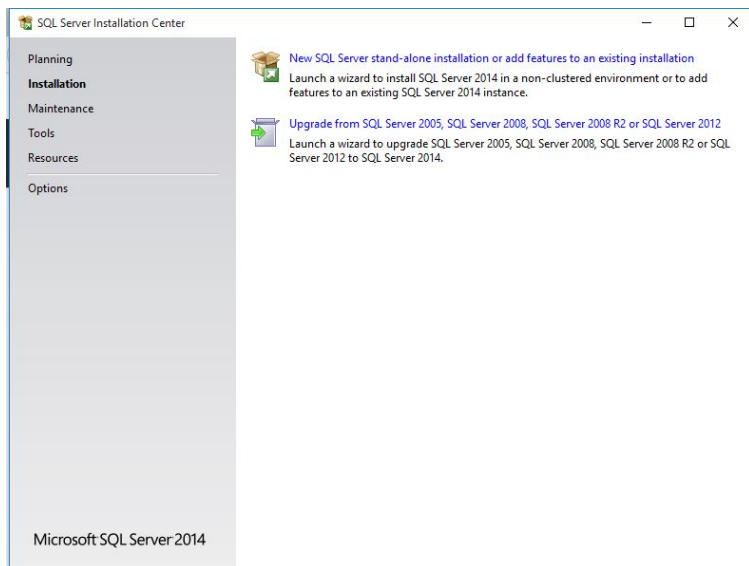 SQL Server Installation Center
Planning
Installation
Maintenance
Tools
Resources
Options
New SQL Server stand-alone installation or add features to an existing installation
Launch a wizard to install SQL Server 2014 in a non-clustered environment or to add
features to an existing SQL Server 2014 instance.
Upgrade from SQL Server 2005, SQL Server 2008, SQL Server 2008 R2 or SQL Server 2012
Launch a wizard to upgrade SQL Server 2005, SQL Server 2008, SQL Server 2008 R2 or SQL
Server 2012 to SQL Server 2014.
Microsoft SQL Server 2014